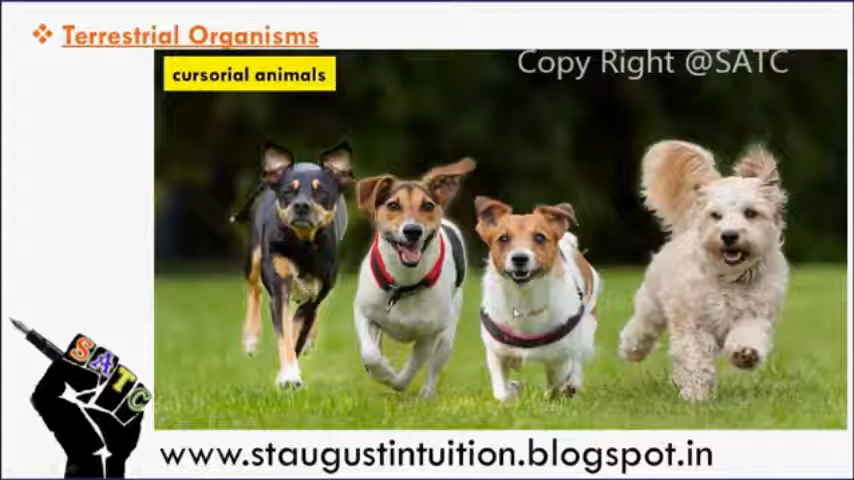 ❖ Terrestrial Organisms
Copy Right @SATC
cursorial animals
SATC
www.staugustintuition.blogspot.in